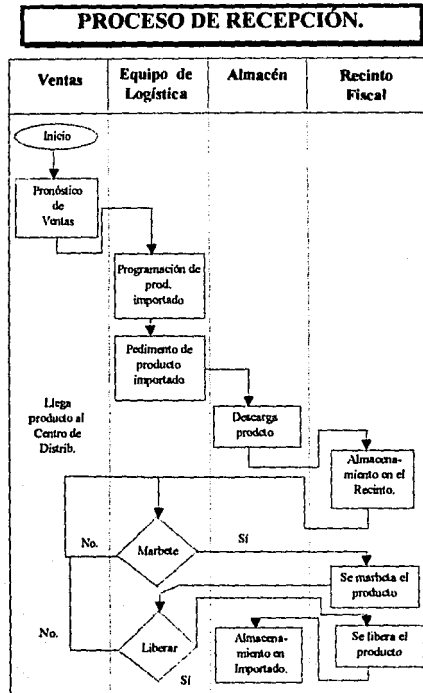 PROCESO DE RECEPCIÓN.
Ventas
Equipo de
Logística
Almacén
Recinto
Fiscal
Inicio
Pronóstico
de
Ventas
Programación de
prod.
importado
Pedimento de
producto
importado
Llega
producto al
Centro de
Distrib.
Descarga
prodcto
Almacena-
miento en el
Recinto.
No.
Marbete
Sí
Se marbeta el
producto
No.
Liberar
Sí
Almacena-
miento en
Importado.
Se libera el
producto